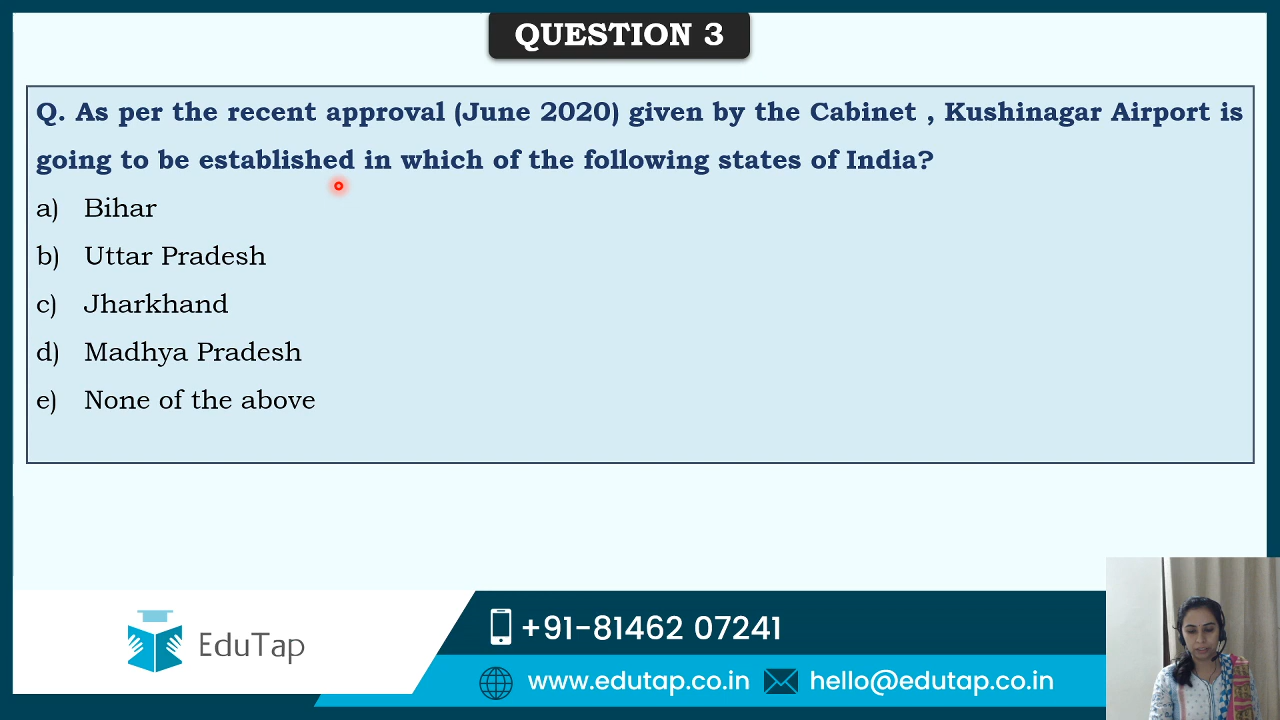 QUESTION 3
Q. As per the recent approval (June 2020) given by the Cabinet , Kushinagar Airport is
going to be established in which of the following states of India?
a) Bihar
b) Uttar Pradesh
c) Jharkhand
d) Madhya Pradesh
e) None of the above
EduTap
+91-81462 07241
www.edutap.co.in
hello@edutap.co.in